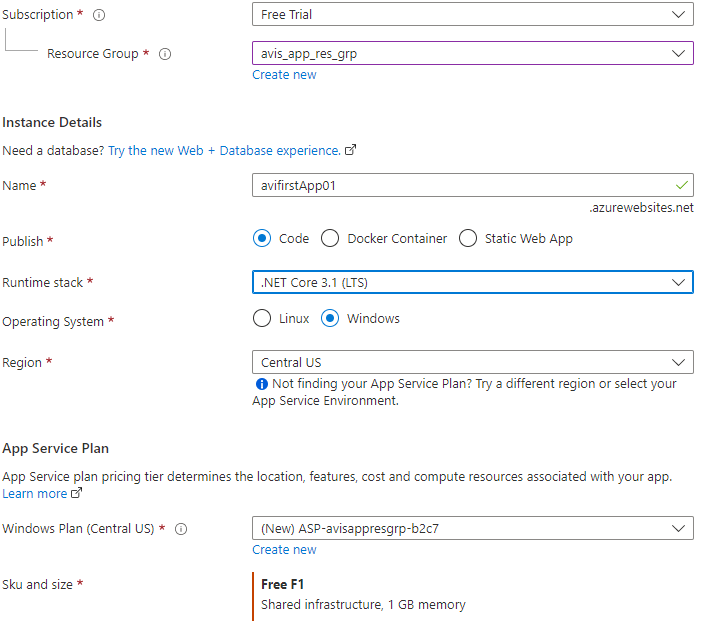 Subscription *
Free Trial
Resource Group *
avis_app_res_grp
Create new
Instance Details
Need a database? Try the new Web + Database experience.
Name *
avifirstApp01
.azurewebsites.net
Publish *
Code Docker Container Static Web App
Runtime stack *
.NET Core 3.1 (LTS)
Operating System *
Linux Windows
Region *
Central US
Not finding your App Service Plan? Try a different region or select your
App Service Environment.
App Service Plan
App Service plan pricing tier determines the location, features, cost and compute resources associated with your app.
Learn more
Windows Plan (Central US) *
(New) ASP-avisappresgrp-b2c7
Create new
Sku and size *
Free F1
Shared infrastructure, 1 GB memory